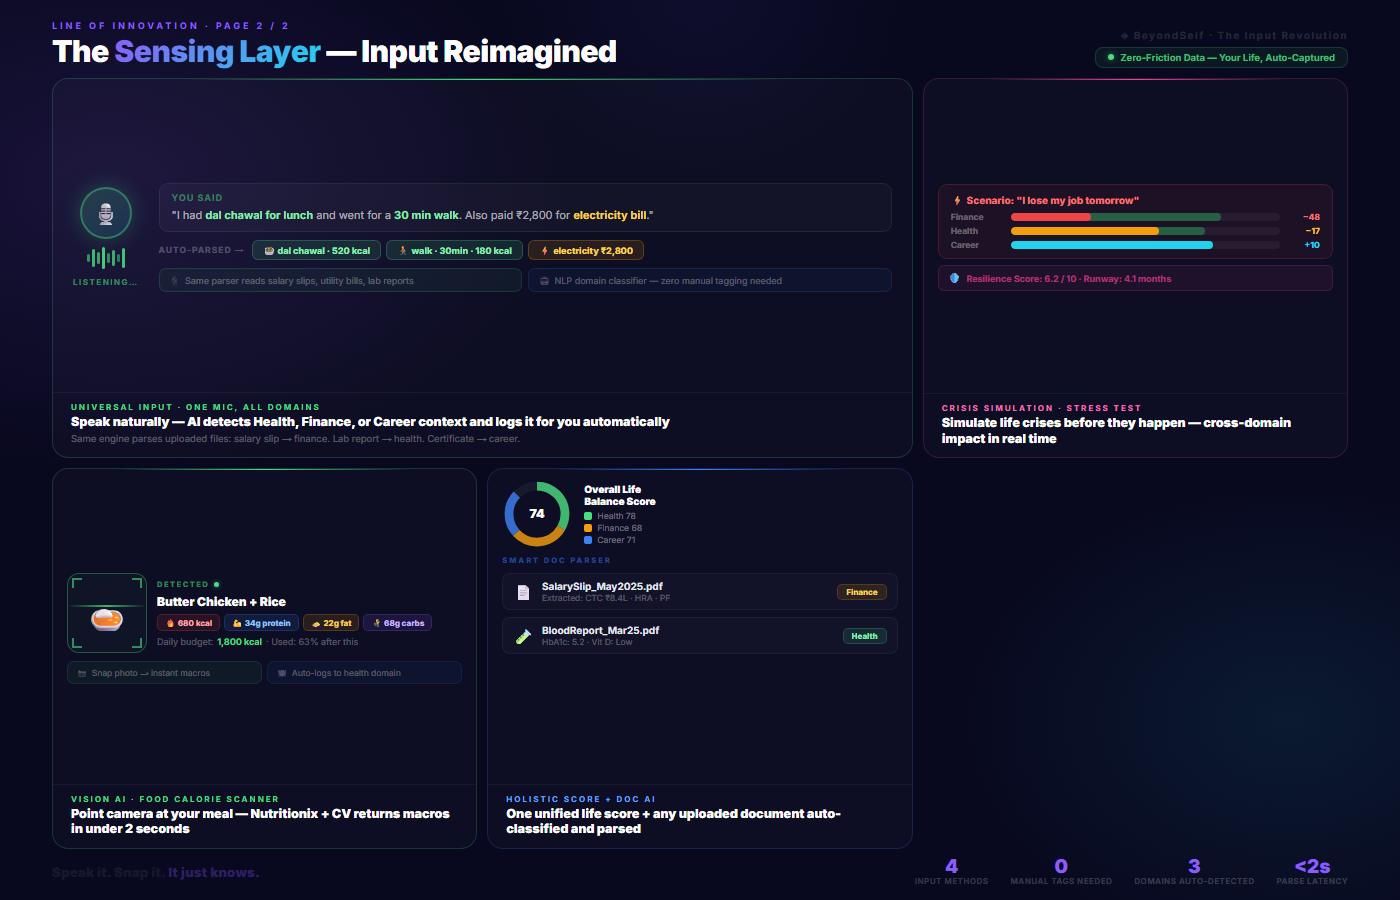 LINE OF INNOVATION · PAGE 2 / 2
The Sensing Layer — Input Reimagined
BeyondSelf · The Input Revolution
Zero-Friction Data — Your Life, Auto-Captured
YOU SAID
"I had dal chawal for lunch and went for a 30 min walk. Also paid ₹2,800 for electricity bill."
AUTO-PARSED →
dal chawal · 520 kcal
walk · 30min · 180 kcal
electricity ₹2,800
LISTENING...
Same parser reads salary slips, utility bills, lab reports
NLP domain classifier — zero manual tagging needed
UNIVERSAL INPUT · ONE MIC, ALL DOMAINS
Speak naturally — AI detects Health, Finance, or Career context and logs it for you automatically
Same engine parses uploaded files: salary slip → finance. Lab report → health. Certificate → career.
Scenario: "I lose my job tomorrow"
Finance −48
Health −17
Career +10
Resilience Score: 6.2 / 10 · Runway: 4.1 months
CRISIS SIMULATION · STRESS TEST
Simulate life crises before they happen — cross-domain
impact in real time
DETECTED
Butter Chicken + Rice
680 kcal
34g protein
22g fat
68g carbs
Daily budget: 1,800 kcal · Used: 63% after this
Snap photo → instant macros
Auto-logs to health domain
VISION AI · FOOD CALORIE SCANNER
Point camera at your meal — Nutritionix + CV returns macros
in under 2 seconds
74
Overall Life
Balance Score
Health 78
Finance 68
Career 71
SMART DOC PARSER
SalarySlip_May2025.pdf
Extracted: CTC ₹8.4L · HRA · PF
Finance
BloodReport_Mar25.pdf
HbA1c: 5.2 · Vit D: Low
Health
HOLISTIC SCORE + DOC AI
One unified life score + any uploaded document auto-
classified and parsed
Speak it. Snap it. It just knows.
4
INPUT METHODS
0
MANUAL TAGS NEEDED
3
DOMAINS AUTO-DETECTED
<2s
PARSE LATENCY